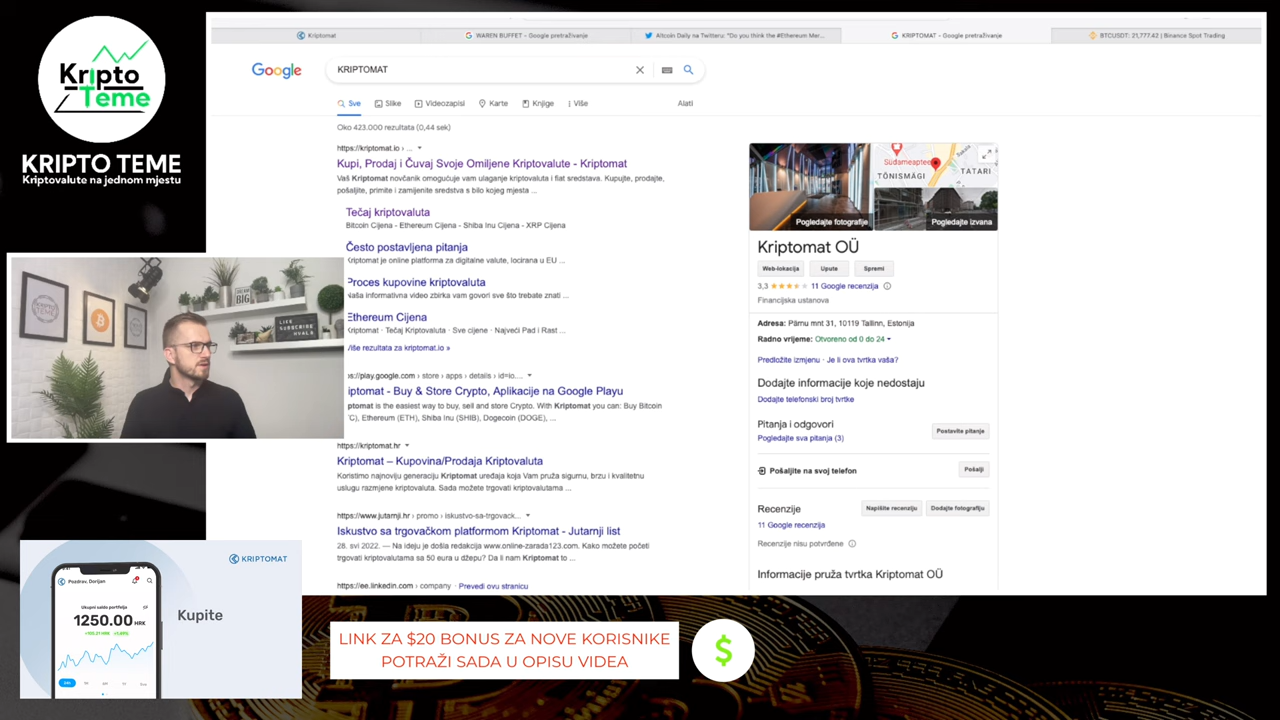 Kripto
Teme
KRIPTO TEME
Kriptovalute na jednom mjestu
Kriptomat
WAREN BUFFET - Google pretraživanje
Altcoin Daily na Twitteru: "Do you think the #Ethereum Mer...
KRIPTOMAT - Google pretraživanje
BTCUSDT: 21,777.42 | Binance Spot Trading
Google
KRIPTOMAT
Sve
Slike
Videozapisi
Karte
Knjige
Više
Alati
Oko 423.000 rezultata (0,44 sek)
https://kriptomat.io › ...
Kupi, Prodaj i Čuvaj Svoje Omiljene Kriptovalute - Kriptomat
Vaš Kriptomat novčanik omogućuje vam ulaganje kriptovaluta i fiat sredstava. Kupujte, prodajte,
pošaljite, primite i zamijenite sredstva s bilo kojeg mjesta ...
Tečaj kriptovaluta
Bitcoin Cijena - Ethereum Cijena - Shiba Inu Cijena - XRP Cijena
Često postavljena pitanja
Kriptomat je online platforma za digitalne valute, locirana u EU ...
Proces kupovine kriptovaluta
Naša informativna video zbirka vam govori sve što trebate znati ...
Ethereum Cijena
Kriptomat · Tečaj Kriptovaluta · Sve cijene · Najveći Pad i Rast ...
Više rezultata za kriptomat.io »
s://play.google.com › store › apps › details › id=io....
iptomat - Buy & Store Crypto, Aplikacije na Google Playu
iptomat is the easiest way to buy, sell and store Crypto. With Kriptomat you can: Buy Bitcoin
TC), Ethereum (ETH), Shiba Inu (SHIB), Dogecoin (DOGE), ...
https://kriptomat.hr
Kriptomat – Kupovina/Prodaja Kriptovaluta
Koristimo najnoviju generaciju Kriptomat uređaja koja Vam pruža sigurnu, brzu i kvalitetnu
uslugu razmjene kriptovaluta. Sada možete trgovati kriptovalutama ...
https://www.jutarnji.hr › promo › iskustvo-sa-trgovack...
Iskustvo sa trgovačkom platformom Kriptomat - Jutarnji list
28. svi 2022. — Na ideju je došla redakcija www.online-zarada123.com. Kako možete početi
trgovati kriptovalutama sa 50 eura u džepu? Da li nam Kriptomat to ...
https://ee.linkedin.com › company · Prevedi ovu stranicu
Pogledajte fotografije
Südameapteek
TÕNISMÄGI
Tatari
TATARI
Pogledajte izvana
Kriptomat OÜ
Web-lokacija
Upute
Spremi
3,3
11 Google recenzija
Financijska ustanova
Adresa: Pärnu mnt 31, 10119 Tallinn, Estonija
Radno vrijeme: Otvoreno od 0 do 24
Predložite izmjenu · Je li ova tvrtka vaša?
Dodajte informacije koje nedostaju
Dodajte telefonski broj tvrtke
Pitanja i odgovori
Pogledajte sva pitanja (3)
Postavite pitanje
Pošaljite na svoj telefon
Pošalji
Recenzije
Napišite recenziju
Dodajte fotografiju
11 Google recenzija
Recenzije nisu potvrđene
Informacije pruža tvrtka Kriptomat OÜ
DREAM
BIG
LIKE
SUBSCRIBE
HVALA
KRIPTOMAT
Pozdrav, Dorijan
Ukupni saldo portfelja
1250.00 HRK
Kupite
LINK ZA $20 BONUS ZA NOVE KORISNIKE
POTRAŽI SADA U OPISU VIDEA
$